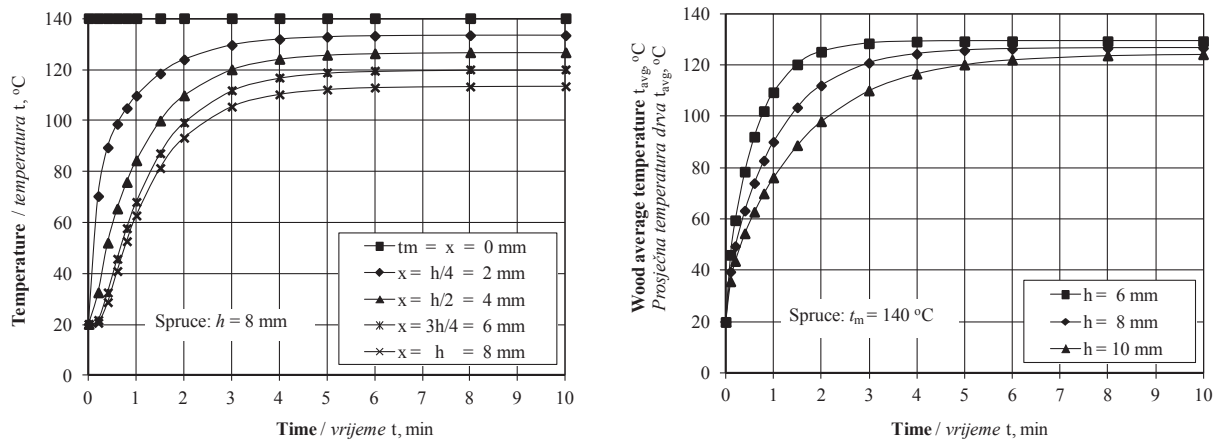 Temperature / temperatura t, °C
140
120
100
80
60
40
20
0
Spruce: h = 8 mm
tm = x = 0 mm
x = h/4 = 2 mm
x = h/2 = 4 mm
x = 3h/4 = 6 mm
x = h = 8 mm
0 1 2 3 4 5 6 7 8 9 10
Time / vrijeme t, min
Wood average temperature tavg, °C
Prosječna temperatura drva tavg, °C
140
120
100
80
60
40
20
0
Spruce: tm = 140 °C
h = 6 mm
h = 8 mm
h = 10 mm
0 1 2 3 4 5 6 7 8 9 10
Time / vrijeme t, min